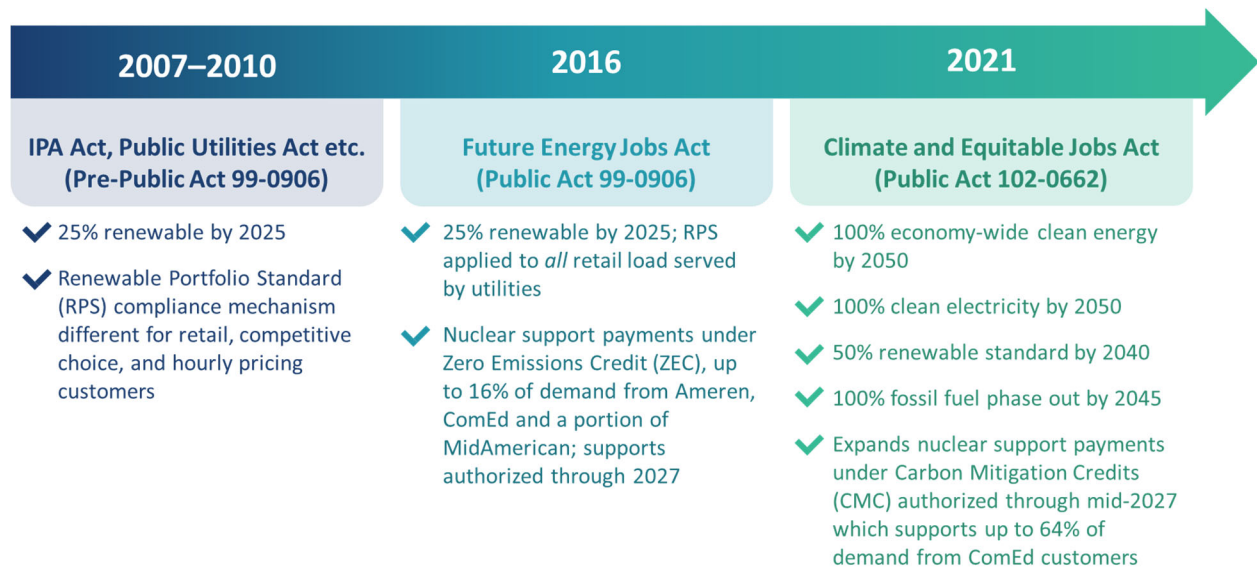 2007–2010
2016
2021
IPA Act, Public Utilities Act etc.
(Pre-Public Act 99-0906)
25% renewable by 2025
Renewable Portfolio Standard
(RPS) compliance mechanism
different for retail, competitive
choice, and hourly pricing
customers
Future Energy Jobs Act
(Public Act 99-0906)
25% renewable by 2025; RPS
applied to all retail load served
by utilities
Nuclear support payments under
Zero Emissions Credit (ZEC), up
to 16% of demand from Ameren,
ComEd and a portion of
MidAmerican; supports
authorized through 2027
Climate and Equitable Jobs Act
(Public Act 102-0662)
100% economy-wide clean energy
by 2050
100% clean electricity by 2050
50% renewable standard by 2040
100% fossil fuel phase out by 2045
Expands nuclear support payments
under Carbon Mitigation Credits
(CMC) authorized through mid-2027
which supports up to 64% of
demand from ComEd customers